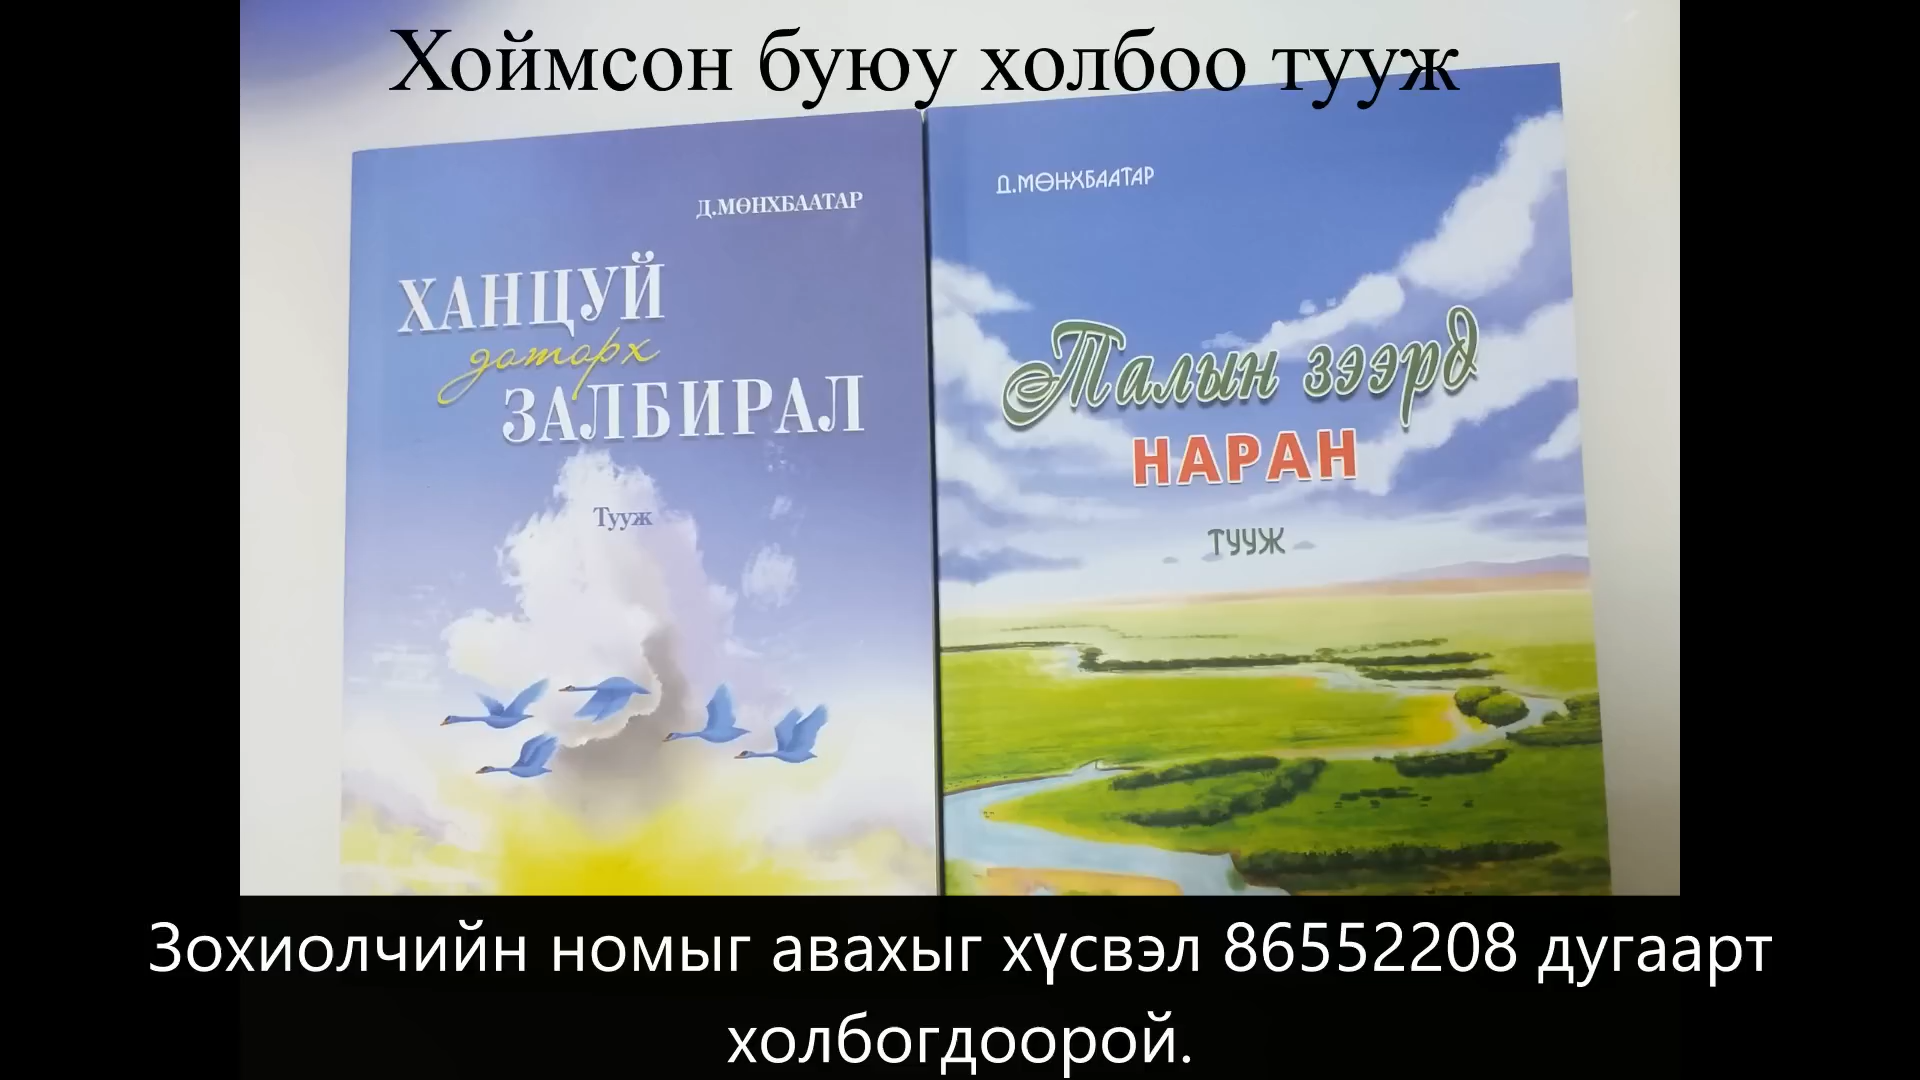 Хоймсон буюу холбоо тууж
Д.МӨНХБААТАР
ХАНЦУЙ
доторх
ЗАЛБИРАЛ
Тууж
Д.МӨНХБААТАР
Талын зээрд
НАРАН
ТУУЖ
Зохиолчийн номыг авахыг хүсвэл 86552208 дугаарт
холбогдоорой.